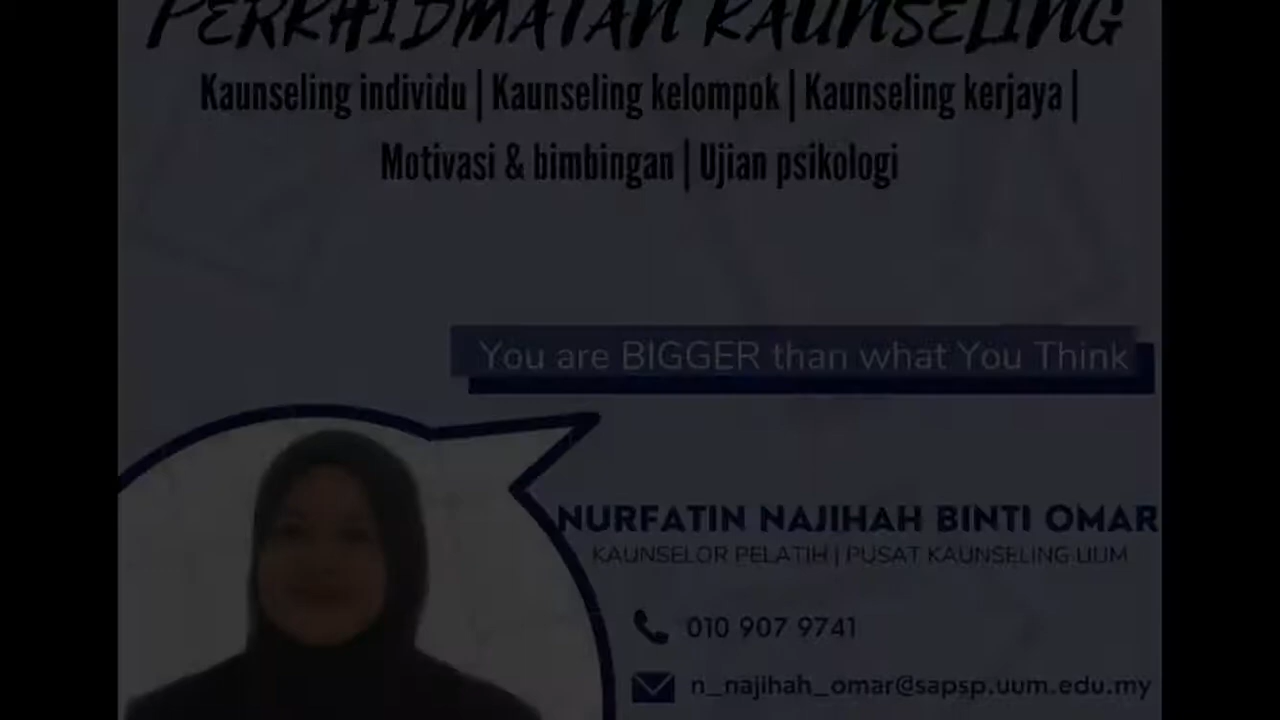 PERKHIDMATAN KAUNSELING
Kaunseling individu | Kaunseling kelompok | Kaunseling kerjaya |
Motivasi & bimbingan | Ujian psikologi
You are BIGGER than what You Think
NURFATIN NAJIHAH BINTI OMAR
KAUNSELOR PELATIH | PUSAT KAUNSELING UUM
010 907 9741
n_najihah_omar@sapsp.uum.edu.my